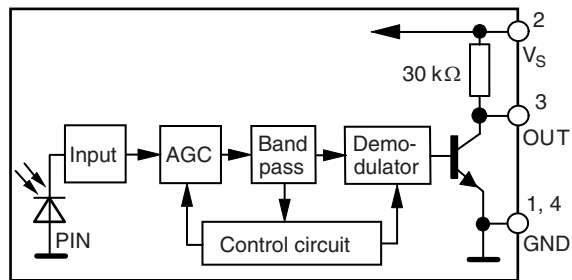 2
V_S
30 kΩ
3
OUT
Input
AGC
Band
pass
Demo-
dulator
1, 4
GND
PIN
Control circuit